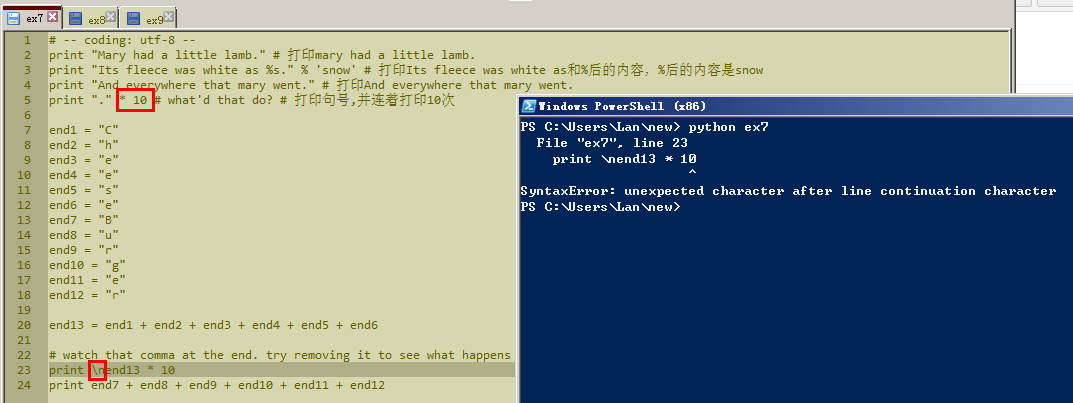 ex7 ex8 ex9
1 # -- coding: utf-8 --
2 print "Mary had a little lamb." # 打印mary had a little lamb.
3 print "Its fleece was white as %s." % 'snow' # 打印Its fleece was white as和%后的内容，%后的内容是snow
4 print "And everywhere that mary went." # 打印And everywhere that mary went.
5 print "." * 10 # what'd that do? # 打印句号,并连着打印10次
6
7 end1 = "C"
8 end2 = "h"
9 end3 = "e"
10 end4 = "e"
11 end5 = "s"
12 end6 = "e"
13 end7 = "B"
14 end8 = "u"
15 end9 = "r"
16 end10 = "g"
17 end11 = "e"
18 end12 = "r"
19
20 end13 = end1 + end2 + end3 + end4 + end5 + end6
21
22 # watch that comma at the end. try removing it to see what happens
23 print \nend13 * 10
24 print end7 + end8 + end9 + end10 + end11 + end12
Windows PowerShell (x86)
PS C:\Users\Lan\new> python ex7
File "ex7", line 23
print \nend13 * 10
^
SyntaxError: unexpected character after line continuation character
PS C:\Users\Lan\new>